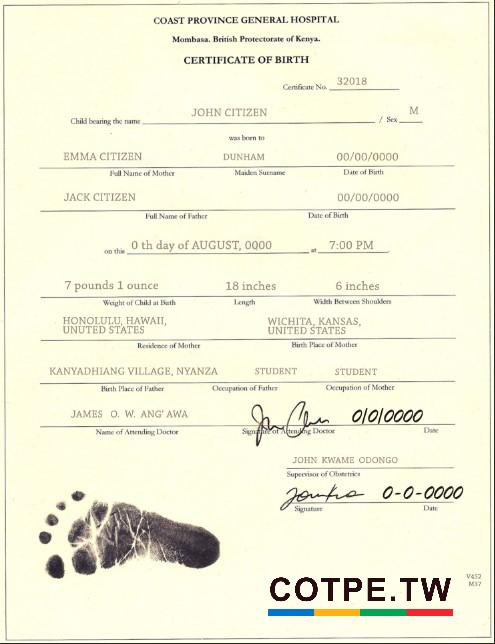 COAST PROVINCE GENERAL HOSPITAL
Mombasa. British Protectorate of Kenya.
CERTIFICATE OF BIRTH
Certificate No. 32018
Child bearing the name JOHN CITIZEN / Sex M
was born to
EMMA CITIZEN DUNHAM 00/00/0000
Full Name of Mother Maiden Surname Date of Birth
JACK CITIZEN 00/00/0000
Full Name of Father Date of Birth
on this 0 th day of AUGUST, 0000 at 7:00 PM
7 pounds 1 ounce 18 inches 6 inches
Weight of Child at Birth Length Width Between Shoulders
HONOLULU, HAWAII, WICHITA, KANSAS,
UNUTED STATES UNITED STATES
Residence of Mother Birth Place of Mother
KANYADHIANG VILLAGE, NYANZA STUDENT STUDENT
Birth Place of Father Occupation of Father Occupation of Mother
JAMES O. W. ANG' AWA 0/0/0000
Name of Attending Doctor Signature of Attending Doctor Date
JOHN KWAME ODONGO
Supervisor of Obstetrics
0-0-0000
Signature Date
V452
M37
COTPE.TW